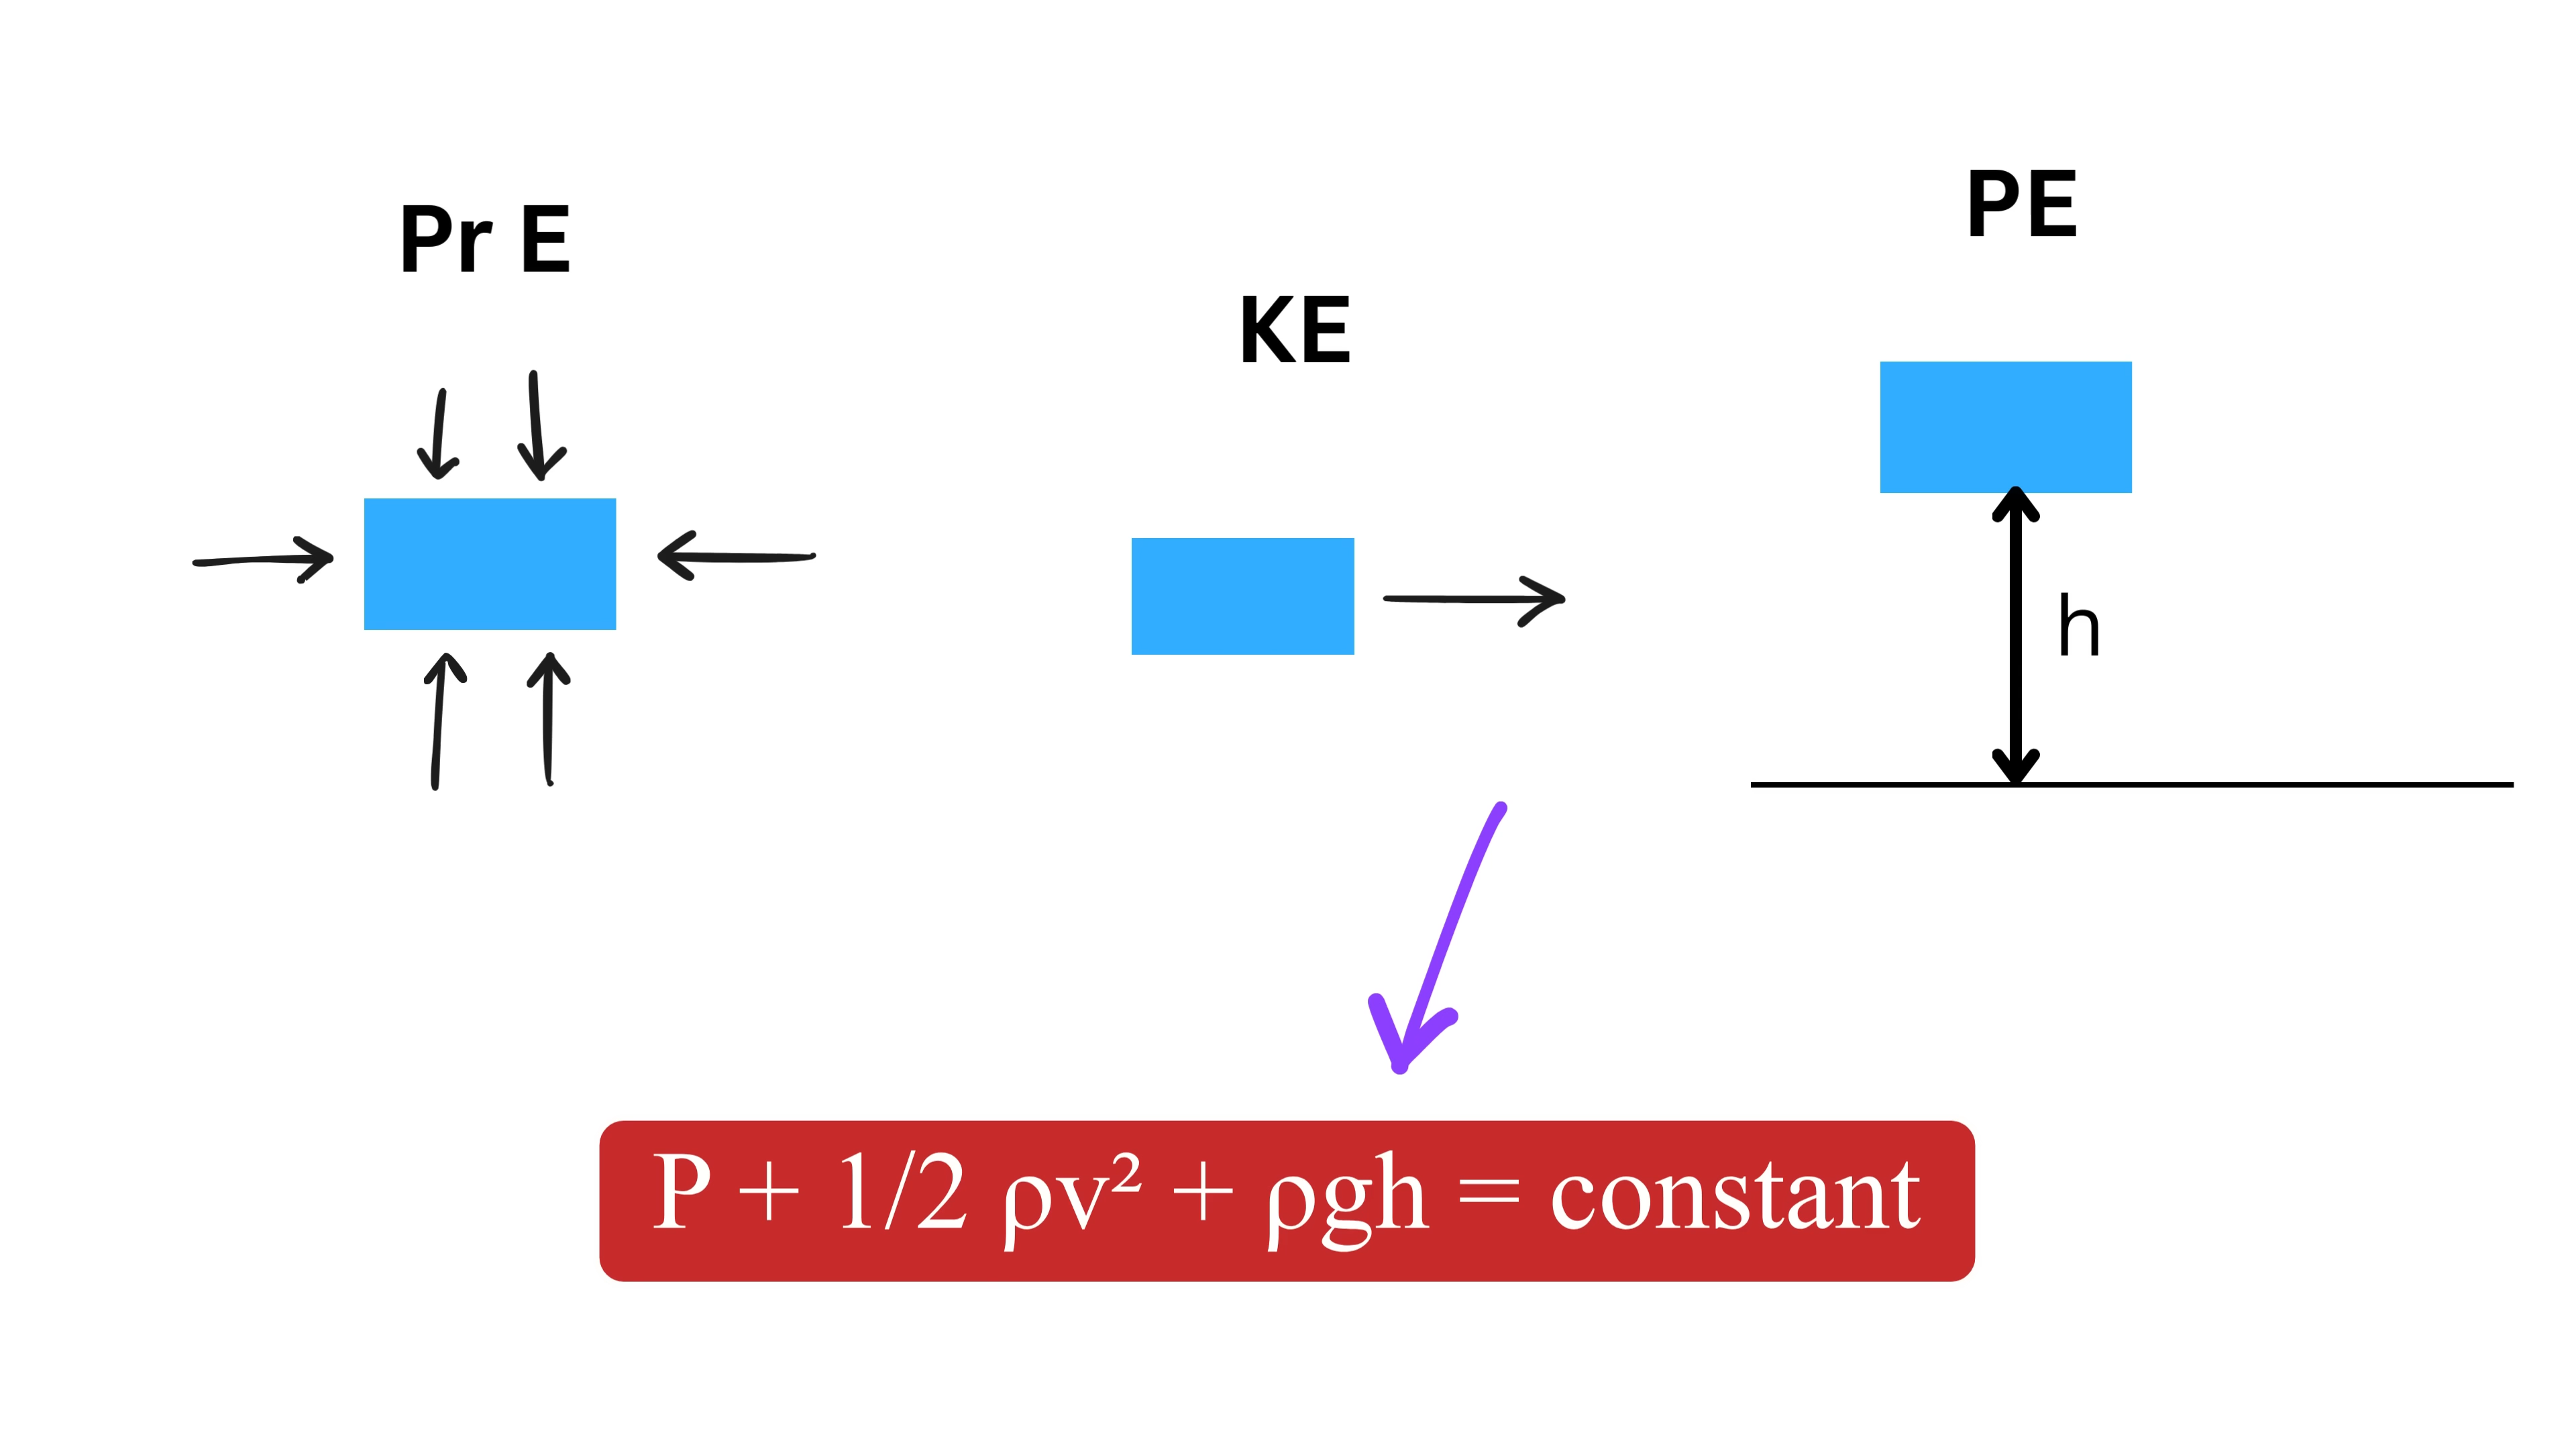 Pr E
KE
PE
h
P + 1/2 ρv² + ρgh = constant